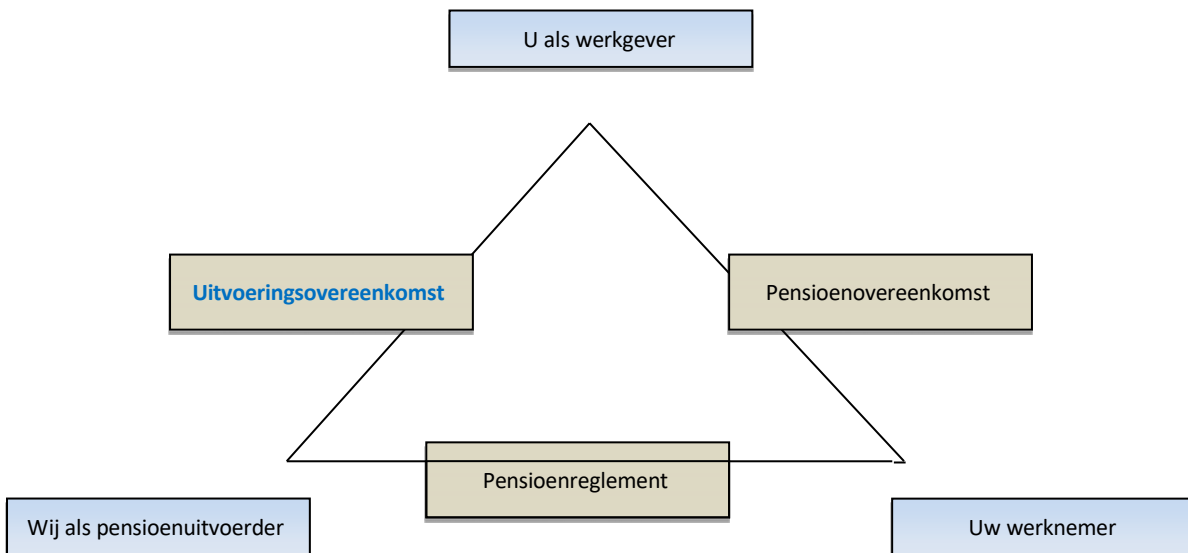 U als werkgever
Uitvoeringsovereenkomst
Pensioenovereenkomst
Pensioenreglement
Wij als pensioenuitvoerder
Uw werknemer